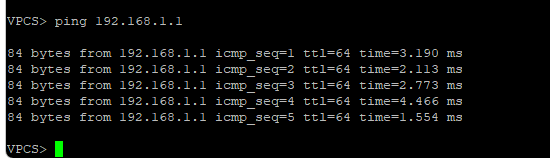 VPCS> ping 192.168.1.1
84 bytes from 192.168.1.1 icmp_seq=1 ttl=64 time=3.190 ms
84 bytes from 192.168.1.1 icmp_seq=2 ttl=64 time=2.113 ms
84 bytes from 192.168.1.1 icmp_seq=3 ttl=64 time=2.773 ms
84 bytes from 192.168.1.1 icmp_seq=4 ttl=64 time=4.466 ms
84 bytes from 192.168.1.1 icmp_seq=5 ttl=64 time=1.554 ms
VPCS>